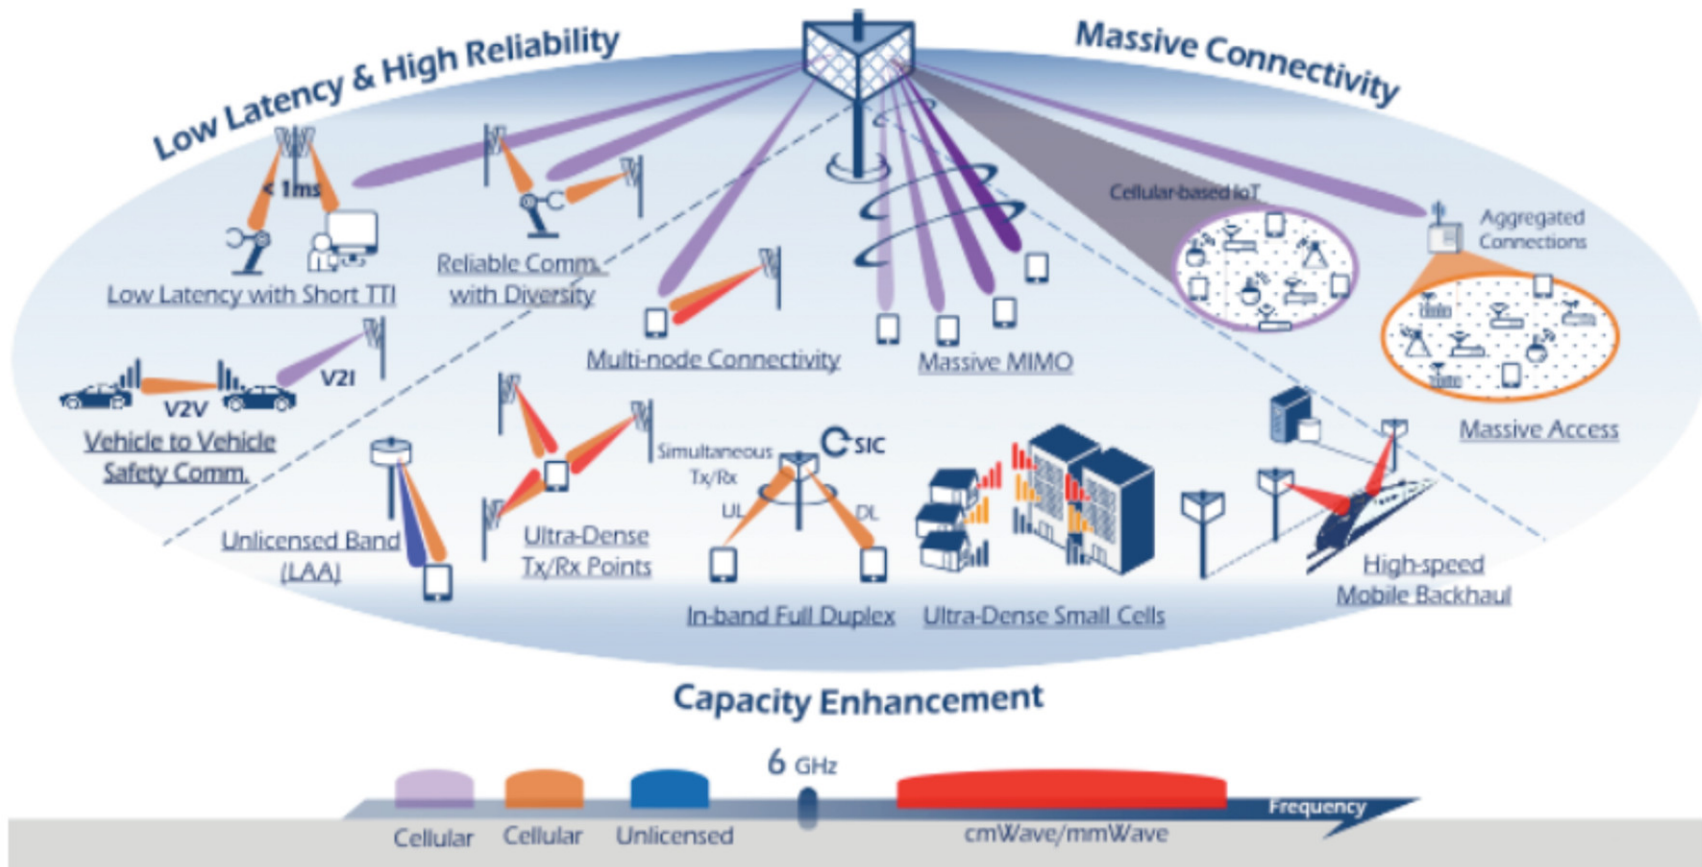 Low Latency & High Reliability
Massive Connectivity
< 1ms
Low Latency with Short TTI
Reliable Comm.
with Diversity
Cellular-based IoT
Aggregated
Connections
Multi-node Connectivity
Massive MIMO
V2I
V2V
Vehicle to Vehicle
Safety Comm.
Massive Access
Simultaneous
Tx/Rx
SIC
UL
DL
Unlicensed Band
(LAA)
Ultra-Dense
Tx/Rx Points
In-band Full Duplex
Ultra-Dense Small Cells
High-speed
Mobile Backhaul
Capacity Enhancement
6 GHz
Frequency
Cellular
Cellular
Unlicensed
cmWave/mmWave